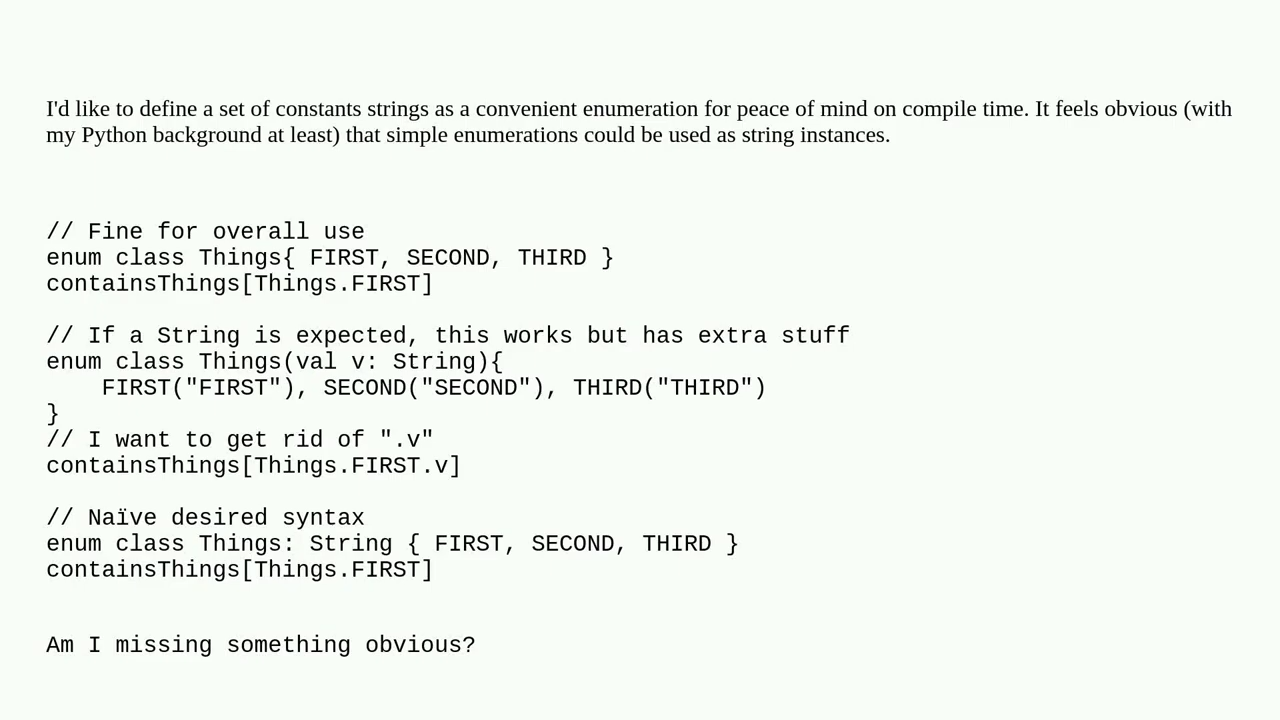 I'd like to define a set of constants strings as a convenient enumeration for peace of mind on compile time. It feels obvious (with
my Python background at least) that simple enumerations could be used as string instances.
// Fine for overall use
enum class Things{ FIRST, SECOND, THIRD }
containsThings[Things.FIRST]
// If a String is expected, this works but has extra stuff
enum class Things(val v: String){
    FIRST("FIRST"), SECOND("SECOND"), THIRD("THIRD")
}
// I want to get rid of ".v"
containsThings[Things.FIRST.v]
// Naïve desired syntax
enum class Things: String { FIRST, SECOND, THIRD }
containsThings[Things.FIRST]
Am I missing something obvious?